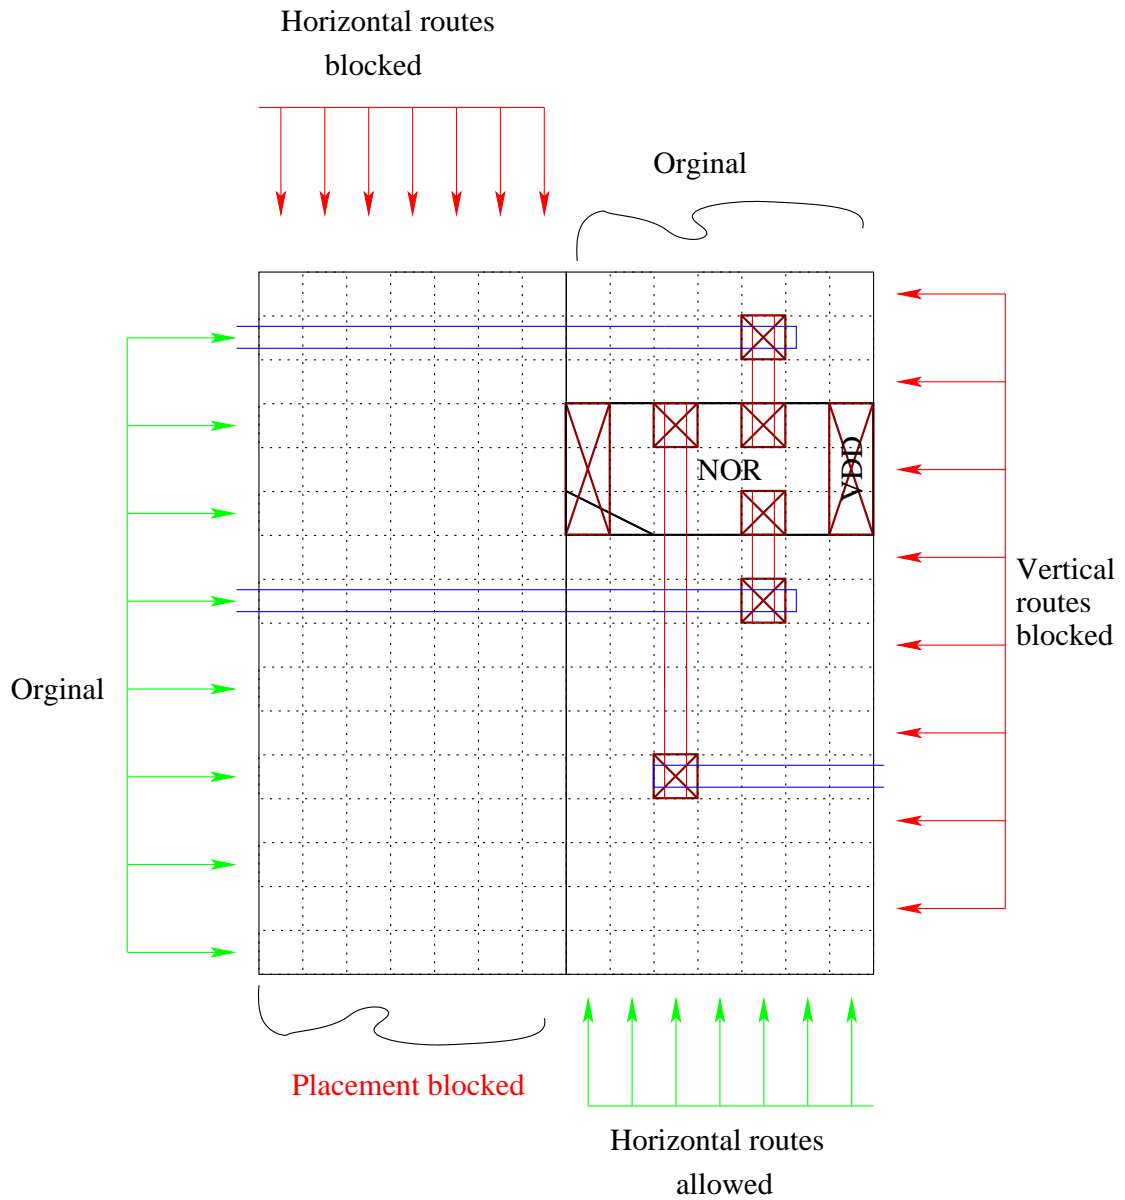 Horizontal routes
blocked
Orginal
NOR
VDD
Vertical
routes
blocked
Orginal
Placement blocked
Horizontal routes
allowed